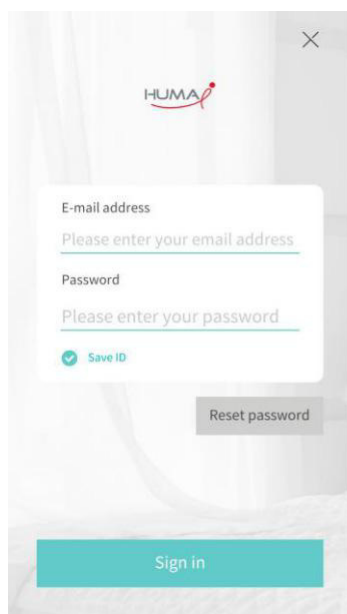 HUMA
E-mail address
Please enter your email address
Password
Please enter your password
Save ID
Reset password
Sign in